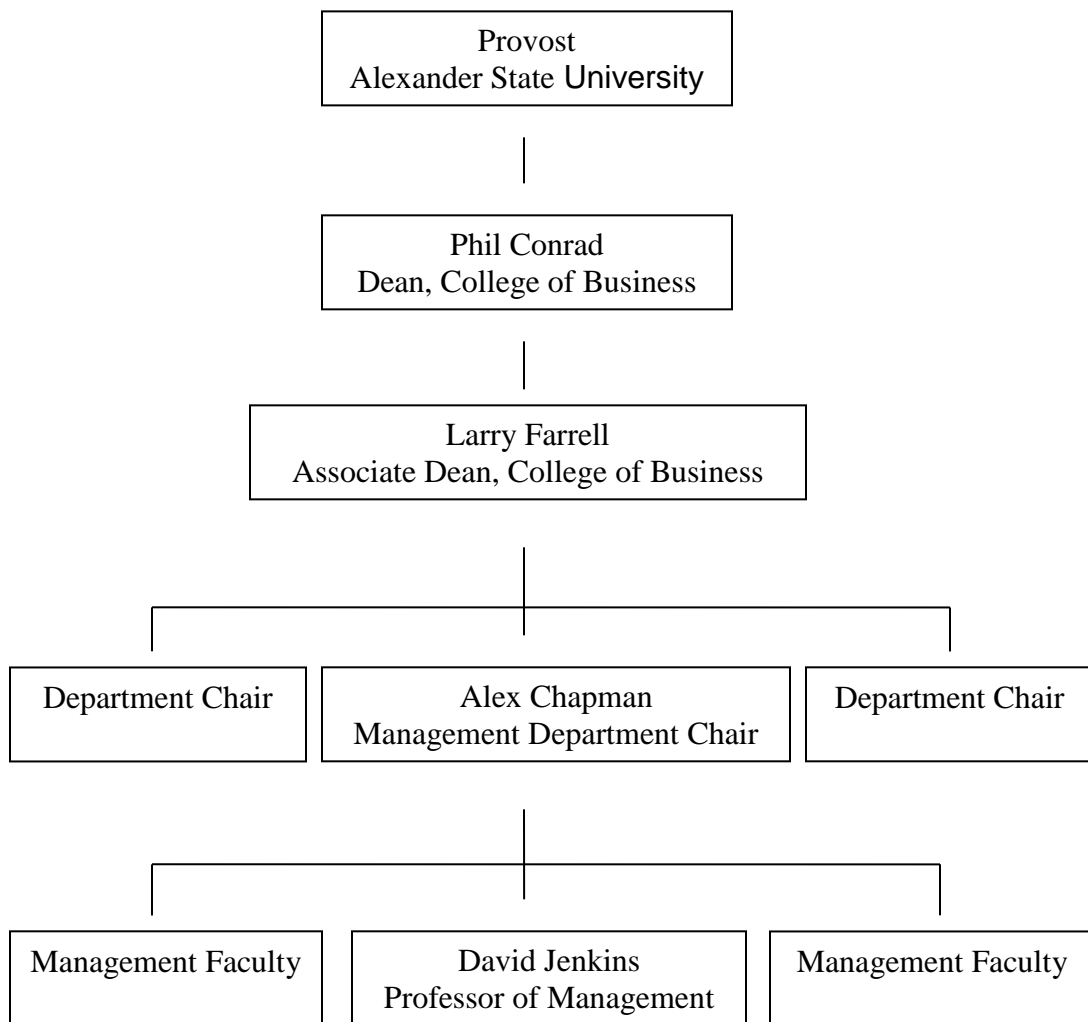 Provost
Alexander State University
Phil Conrad
Dean, College of Business
Larry Farrell
Associate Dean, College of Business
Department Chair
Alex Chapman
Management Department Chair
Department Chair
Management Faculty
David Jenkins
Professor of Management
Management Faculty